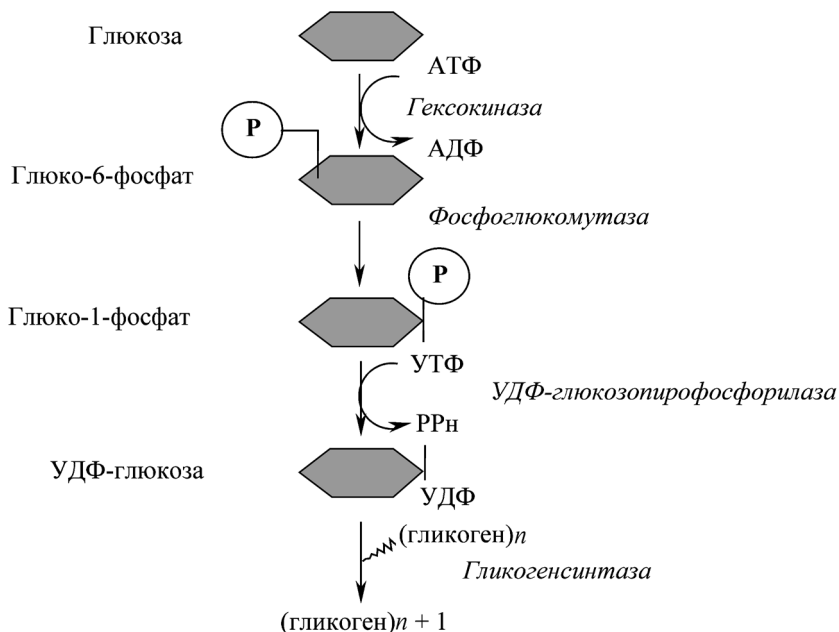 Глюкоза
АТФ
Гексокиназа
P
АДФ
Глюко-6-фосфат
Фосфоглюкомутаза
P
Глюко-1-фосфат
УТФ
УДФ-глюкозопирофосфорилаза
PPн
УДФ-глюкоза
УДФ
(гликоген)n
Гликогенсинтаза
(гликоген)n + 1